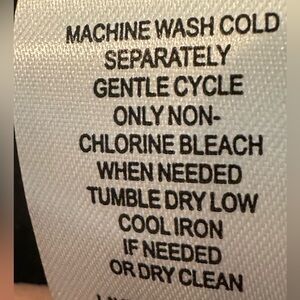 MACHINE WASH COLD
SEPARATELY
GENTLE CYCLE
ONLY NON-
CHLORINE BLEACH
WHEN NEEDED
TUMBLE DRY LOW
COOL IRON
IF NEEDED
OR DRY CLEAN